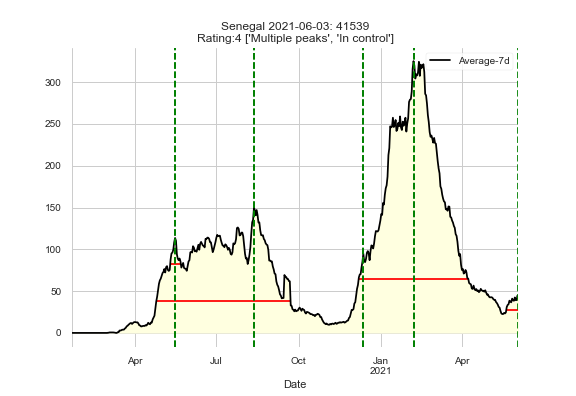 Senegal 2021-06-03: 41539
Rating:4 ['Multiple peaks', 'In control']
Average-7d
300
250
200
150
100
50
0
Apr
Jul
Oct
Jan
2021
Apr
Date